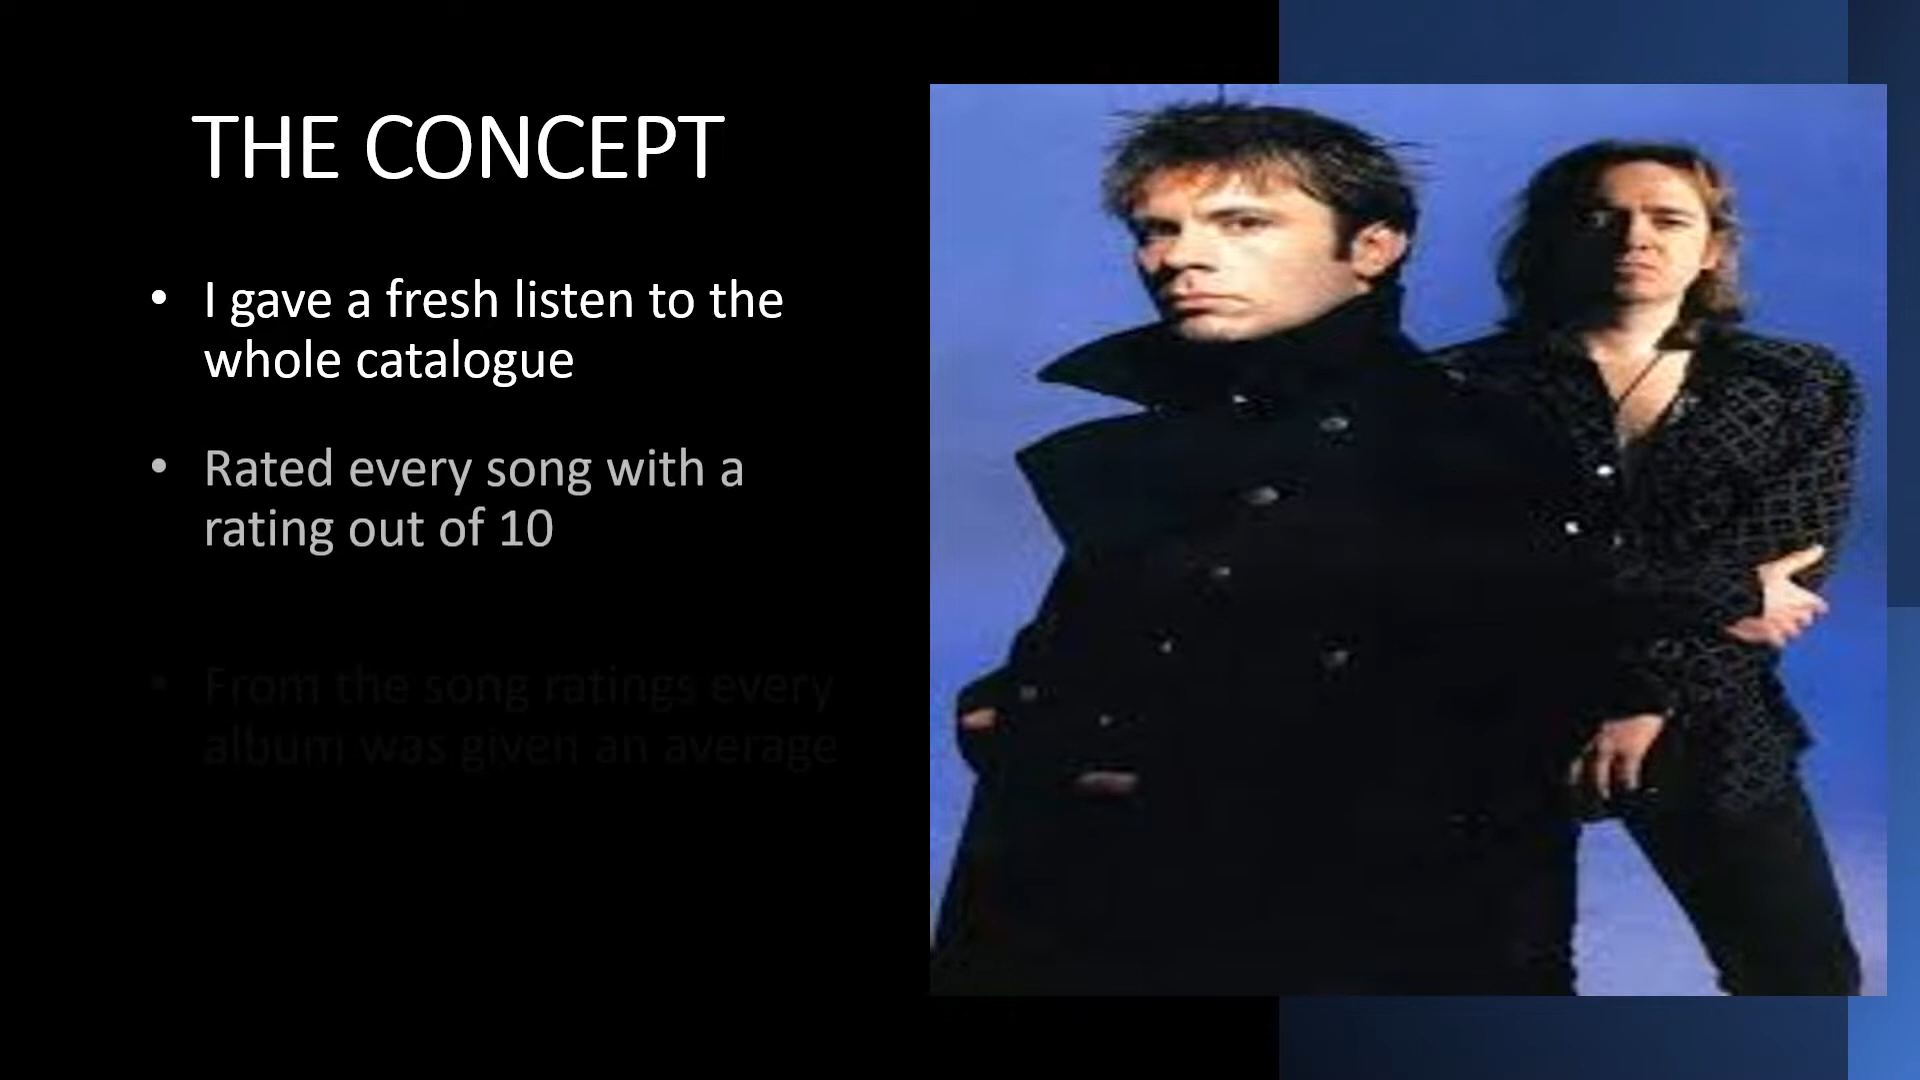 THE CONCEPT
• I gave a fresh listen to the
whole catalogue
• Rated every song with a
rating out of 10
• From the song ratings every
album was given an average